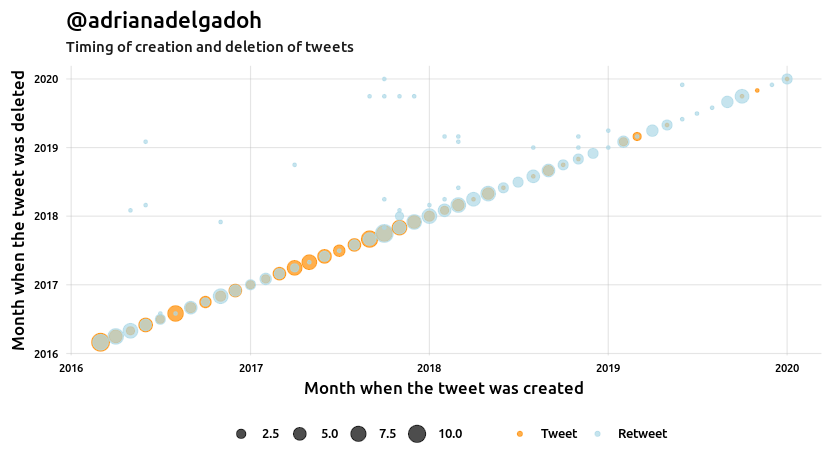 @adrianadelgadoh
Timing of creation and deletion of tweets
Month when the tweet was deleted
2020
2019
2018
2017
2016
2016 2017 2018 2019 2020
Month when the tweet was created
2.5 5.0 7.5 10.0 Tweet Retweet